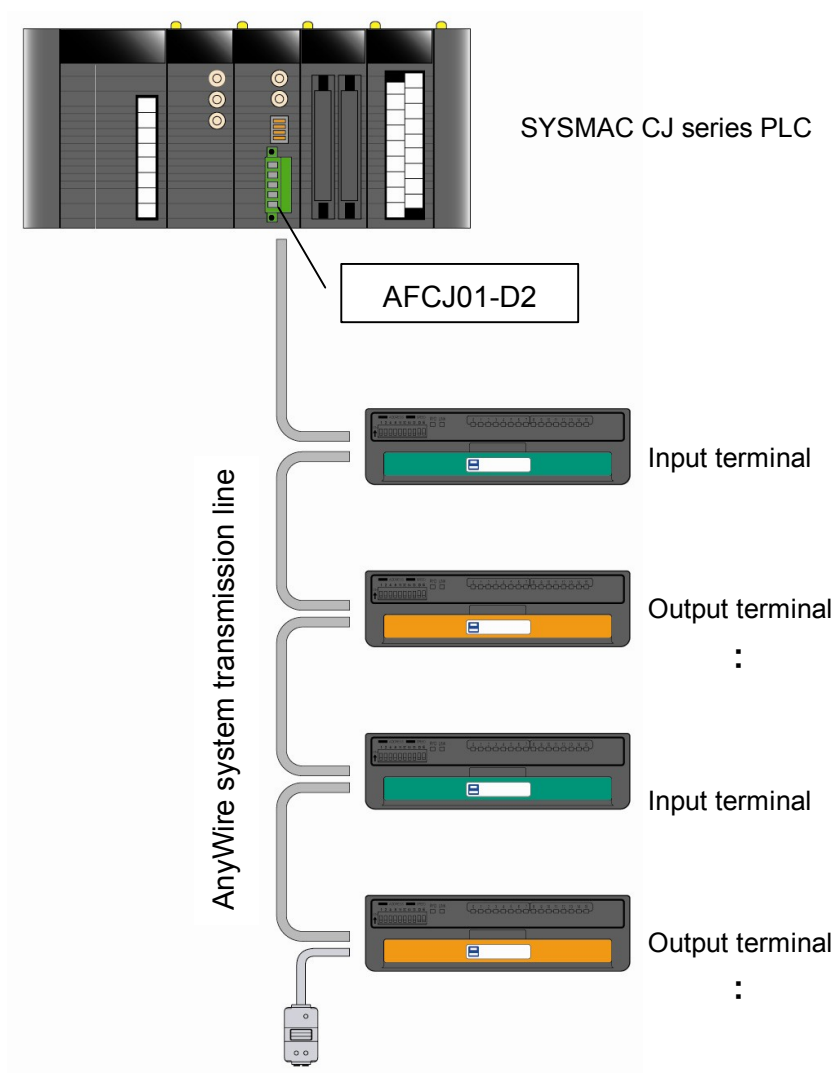 SYSMAC CJ series PLC
AFCJ01-D2
Input terminal
AnyWire system transmission line
Output terminal
:
Input terminal
Output terminal
: